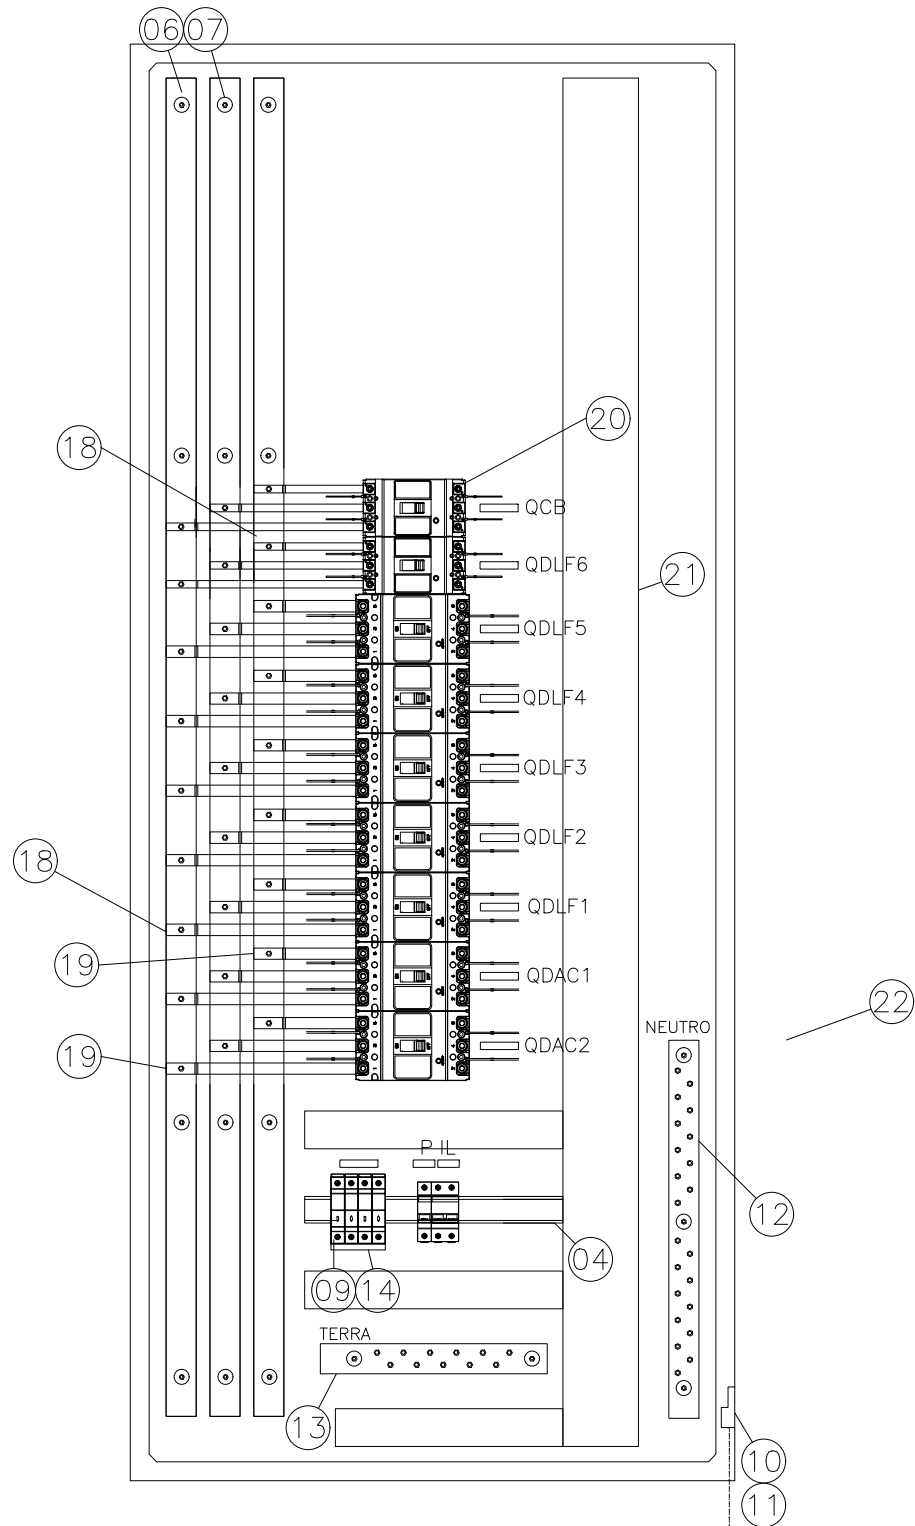 06 07
20
18
QCB
QDLF6
21
QDLF5
QDLF4
QDLF3
QDLF2
18
QDLF1
19
QDAC1
22
NEUTRO
19
QDAC2
P IL
12
04
09 14
TERRA
13
10
11